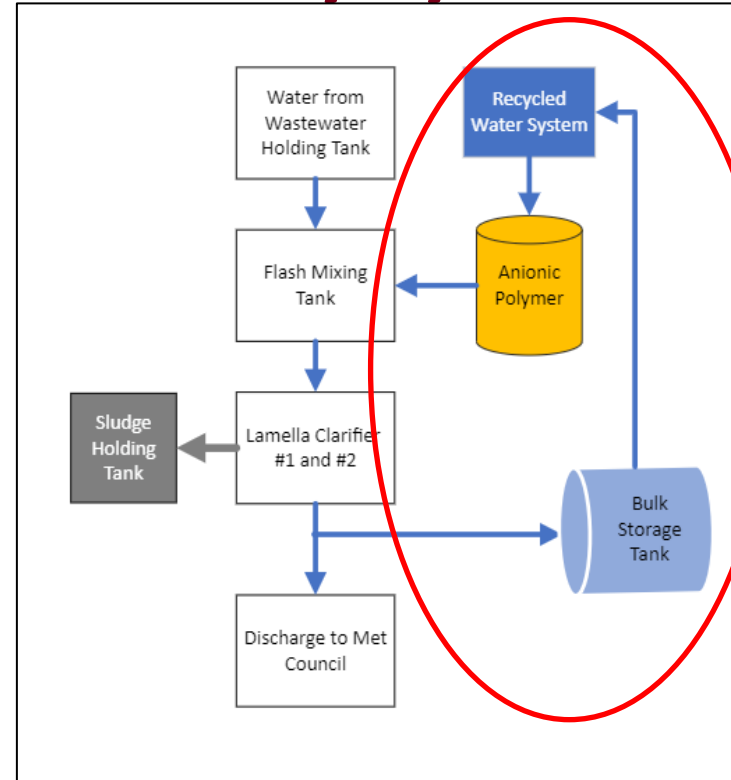 Water from
Wastewater
Holding Tank
Recycled
Water System
Flash Mixing
Tank
Anionic
Polymer
Sludge
Holding
Tank
Lamella Clarifier
#1 and #2
Bulk
Storage
Tank
Discharge to Met
Council